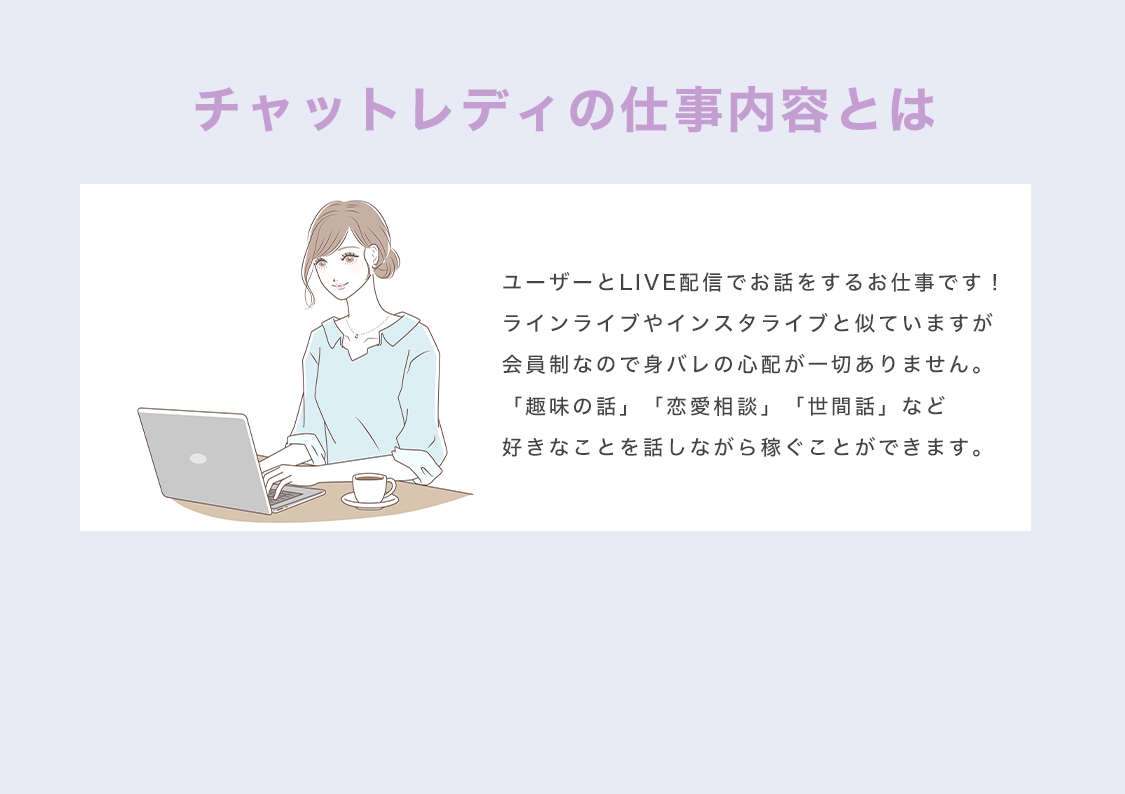 チャットレディの仕事内容とは
ユーザーとLIVE配信でお話をするお仕事です！
ラインライブやインスタライブと似ていますが
会員制なので身バレの心配が一切ありません。
「趣味の話」「恋愛相談」「世間話」など
好きなことを話しながら稼ぐことができます。